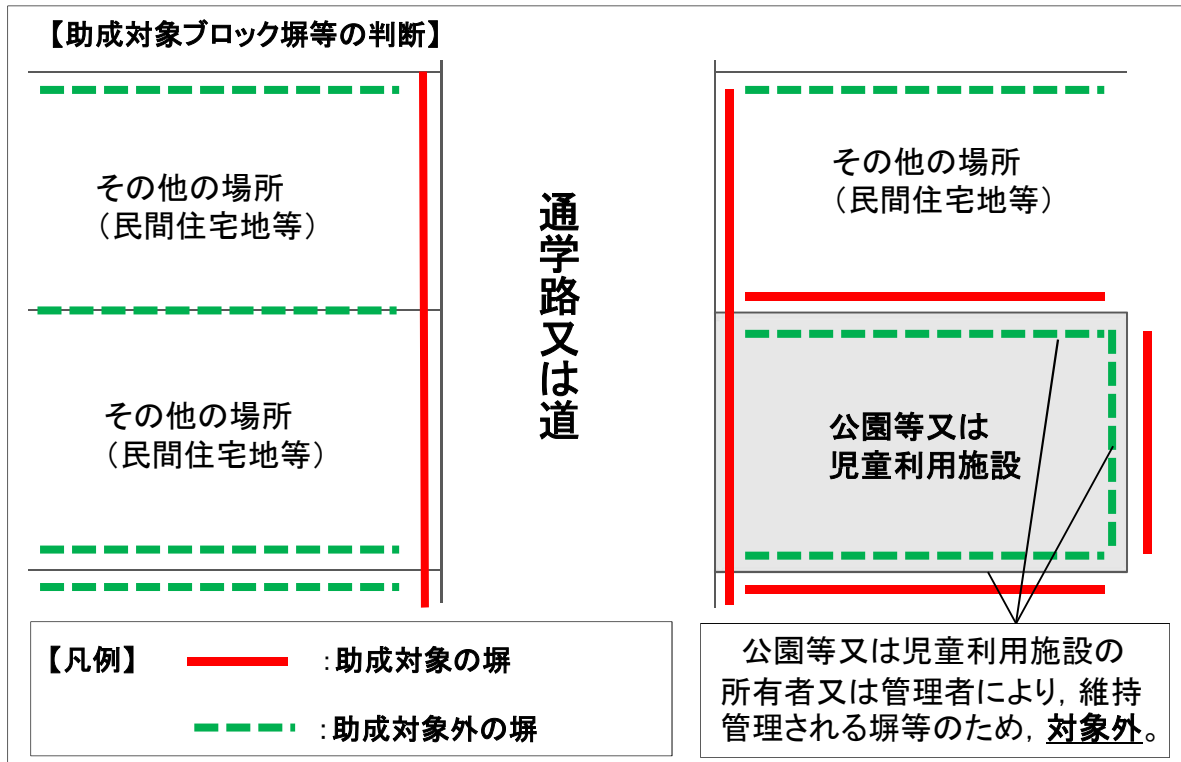 【助成対象ブロック塀等の判断】
その他の場所
（民間住宅地等）
その他の場所
（民間住宅地等）
通学路又は道
その他の場所
（民間住宅地等）
公園等又は
児童利用施設
【凡例】
：助成対象の塀
：助成対象外の塀
公園等又は児童利用施設の
所有者又は管理者により，維持
管理される塀等のため，対象外。